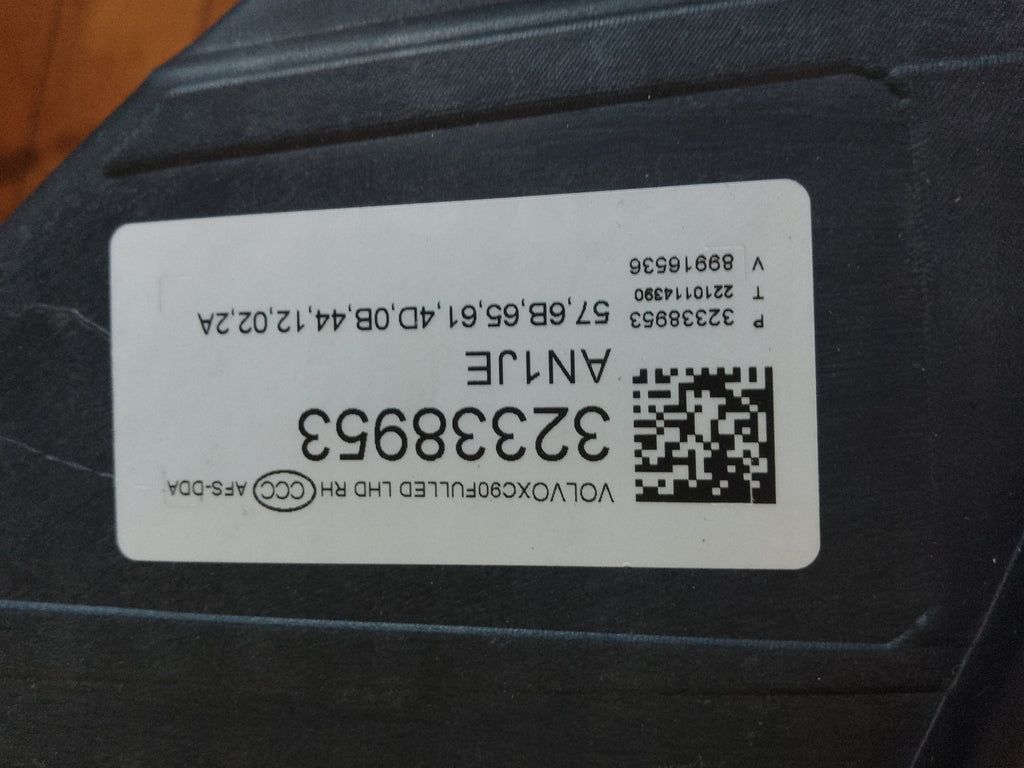 VOLVOXC90FULLED LHD RH CCC AFS-DDA
32338953
AN1JE
57,6B,65,61,4D,0B,44,12,02,2A
P 32338953
T 2210114390
V 89916536